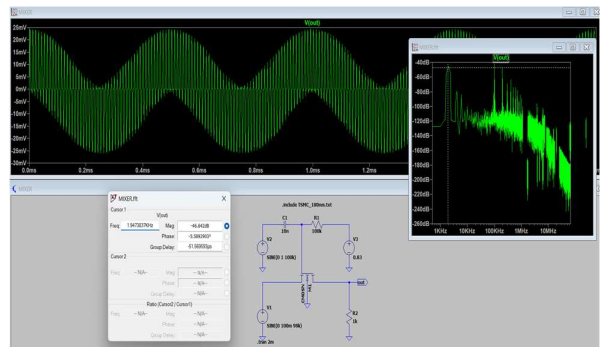 MIXER
V(out)
25mV
20mV
15mV
10mV
5mV
0mV
-5mV
-10mV
-15mV
-20mV
-25mV
-30mV
0.0ms 0.2ms 0.4ms 0.6ms 0.8ms 1.0ms 1.2ms
MIXER.fft
V(out)
-40dB
-60dB
-80dB
-100dB
-120dB
-140dB
-160dB
-180dB
-200dB
-220dB
-240dB
-260dB
1KHz 10KHz 100KHz 1MHz 10MHz
MIXER
MIXER.fft
Cursor 1
V(out)
Freq:
Mag:
Phase:
Group Delay:
Cursor 2
Freq: --N/A-- Mag: --N/A--
Phase: --N/A--
Group Delay: --N/A--
Ratio (Cursor2 / Cursor1)
Freq: --N/A-- Mag: --N/A--
Phase: --N/A--
Group Delay: --N/A--
C1
10n
R1
100k
V2
V3
0.83
out
V1
R2
1k
.tran 2m